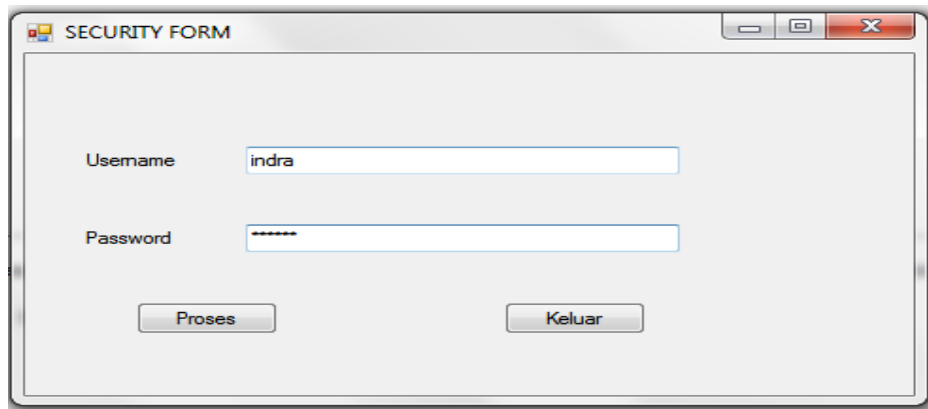 SECURITY FORM
Username indra
Password ******
Proses Keluar